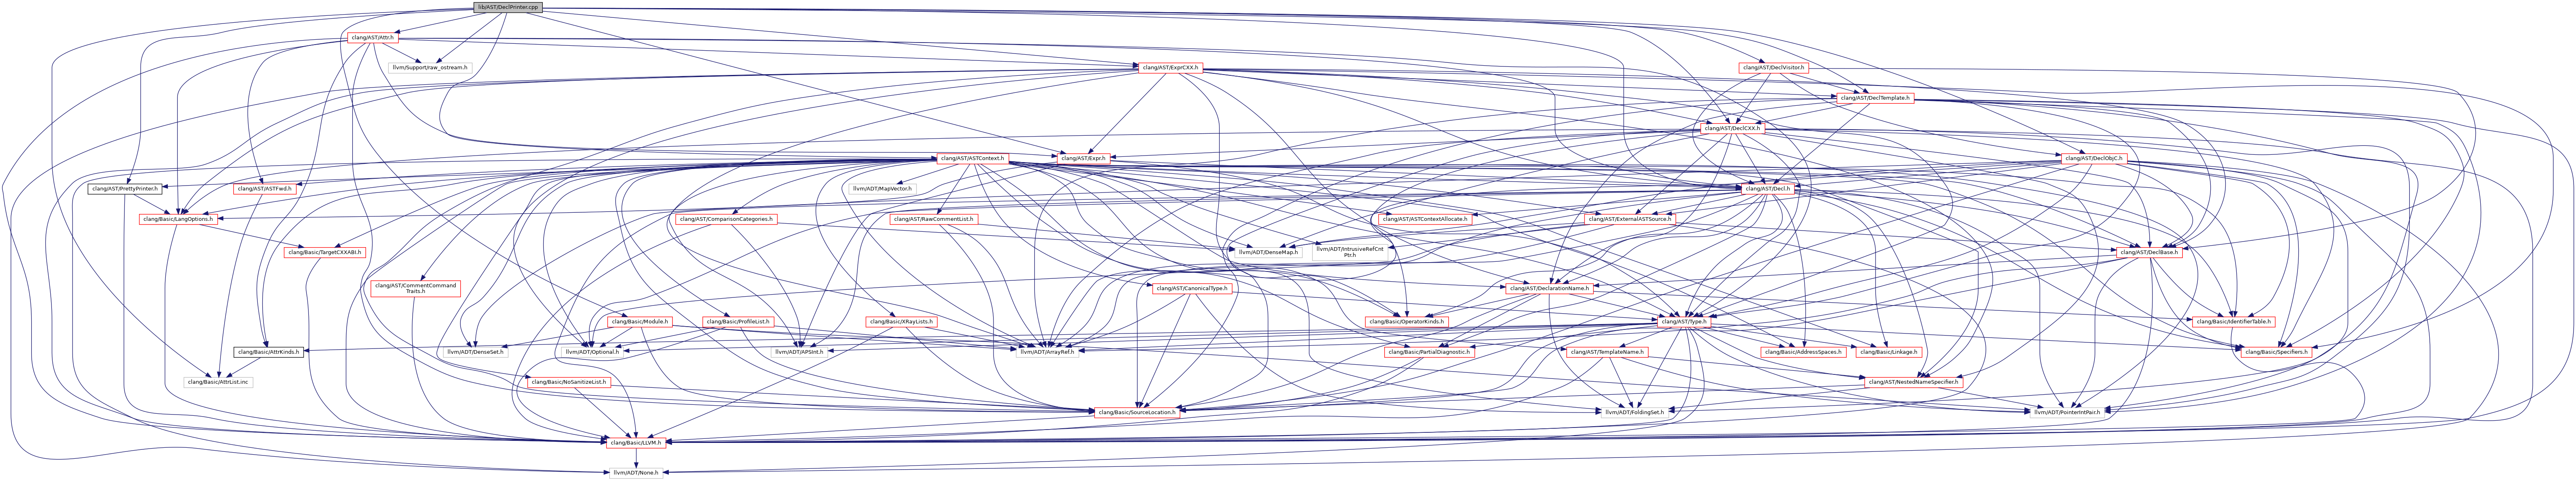 lib/AST/DeclPrinter.cpp
clang/AST/Attr.h
llvm/Support/raw_ostream.h
clang/AST/ExprCXX.h
clang/AST/DeclVisitor.h
clang/AST/DeclTemplate.h
clang/AST/DeclCXX.h
clang/AST/ASTContext.h
clang/AST/Expr.h
clang/AST/DeclObjC.h
clang/AST/PrettyPrinter.h
clang/AST/ASTFwd.h
llvm/ADT/MapVector.h
clang/AST/Decl.h
clang/Basic/LangOptions.h
clang/AST/ComparisonCategories.h
clang/AST/RawCommentList.h
clang/AST/ASTContextAllocate.h
clang/AST/ExternalASTSource.h
clang/Basic/TargetCXXABI.h
llvm/ADT/DenseMap.h
llvm/ADT/IntrusiveRefCnt
Ptr.h
clang/AST/DeclBase.h
clang/AST/CommentCommand
Traits.h
clang/AST/CanonicalType.h
clang/AST/DeclarationName.h
clang/Basic/Module.h
clang/Basic/ProfileList.h
clang/Basic/XRayLists.h
clang/Basic/OperatorKinds.h
clang/AST/Type.h
clang/Basic/IdentifierTable.h
clang/Basic/AttrKinds.h
llvm/ADT/DenseSet.h
llvm/ADT/Optional.h
llvm/ADT/APSInt.h
llvm/ADT/ArrayRef.h
clang/Basic/PartialDiagnostic.h
clang/AST/TemplateName.h
clang/Basic/AddressSpaces.h
clang/Basic/Linkage.h
clang/Basic/Specifiers.h
clang/Basic/AttrList.inc
clang/Basic/NoSanitizeList.h
clang/AST/NestedNameSpecifier.h
clang/Basic/SourceLocation.h
llvm/ADT/FoldingSet.h
llvm/ADT/PointerIntPair.h
clang/Basic/LLVM.h
llvm/ADT/None.h